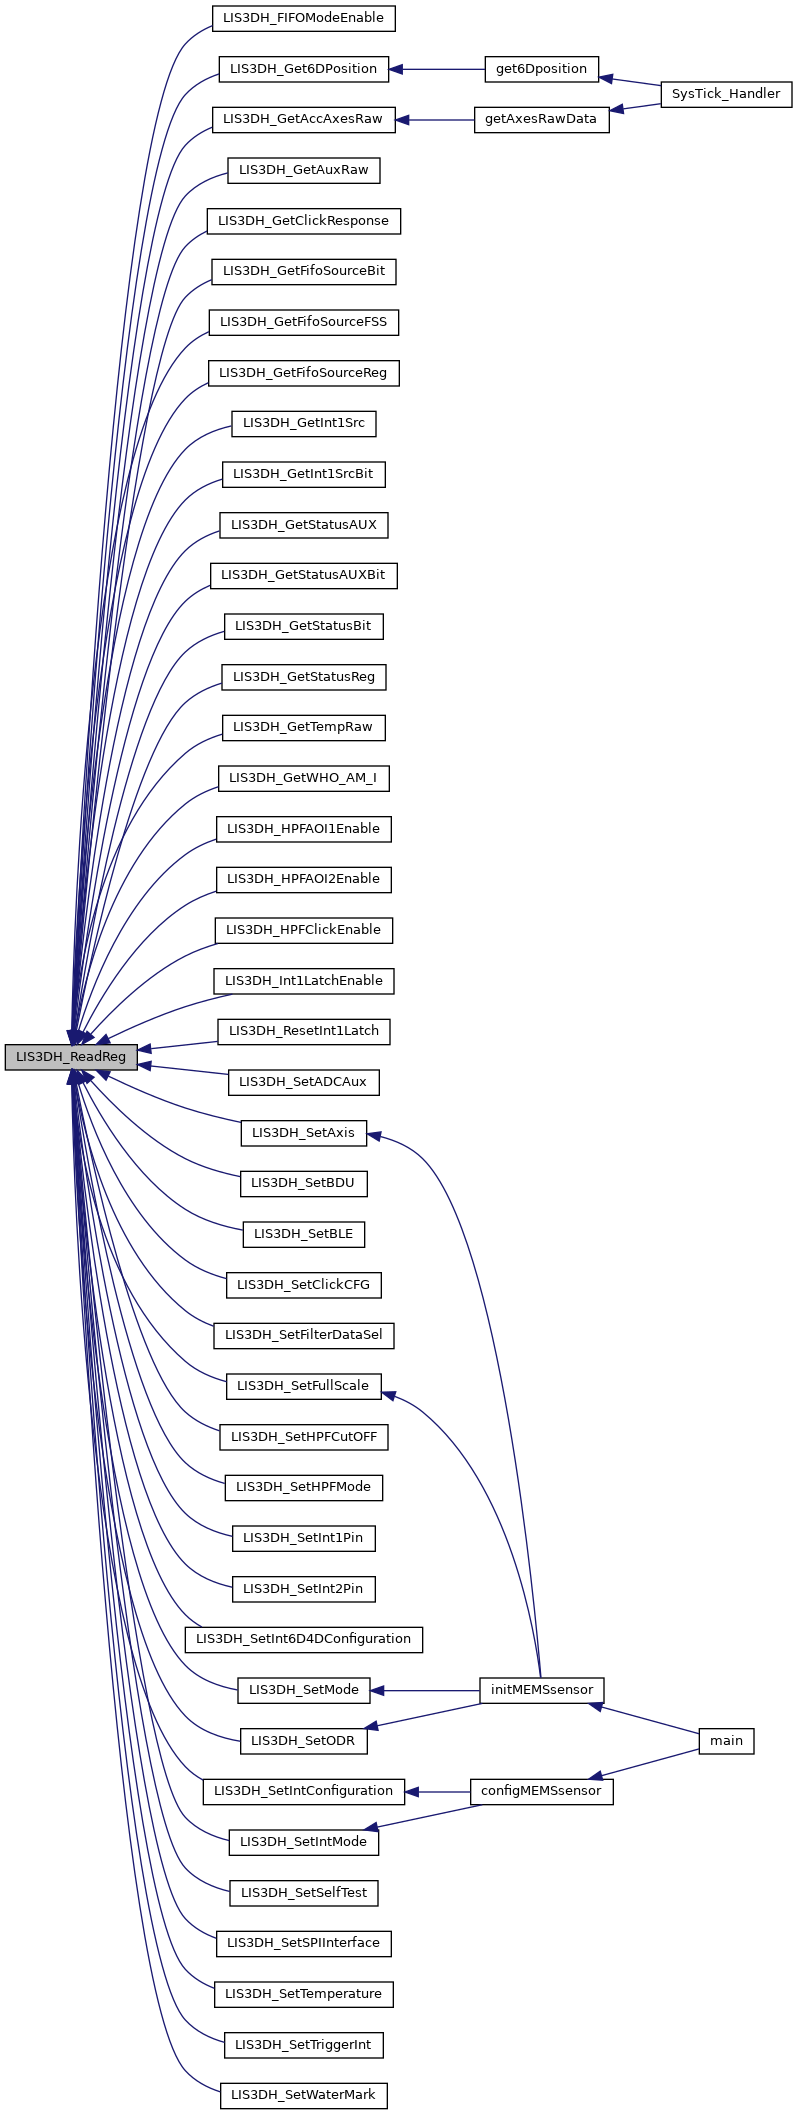 LIS3DH_FIFOModeEnable
LIS3DH_Get6DPosition
get6Dposition
SysTick_Handler
LIS3DH_GetAccAxesRaw
getAxesRawData
LIS3DH_GetAuxRaw
LIS3DH_GetClickResponse
LIS3DH_GetFifoSourceBit
LIS3DH_GetFifoSourceFSS
LIS3DH_GetFifoSourceReg
LIS3DH_GetInt1Src
LIS3DH_GetInt1SrcBit
LIS3DH_GetStatusAUX
LIS3DH_GetStatusAUXBit
LIS3DH_GetStatusBit
LIS3DH_GetStatusReg
LIS3DH_GetTempRaw
LIS3DH_GetWHO_AM_I
LIS3DH_HPFAOI1Enable
LIS3DH_HPFAOI2Enable
LIS3DH_HPFClickEnable
LIS3DH_Int1LatchEnable
LIS3DH_ResetInt1Latch
LIS3DH_ReadReg
LIS3DH_SetADCAux
LIS3DH_SetAxis
LIS3DH_SetBDU
LIS3DH_SetBLE
LIS3DH_SetClickCFG
LIS3DH_SetFilterDataSel
LIS3DH_SetFullScale
LIS3DH_SetHPFCutOFF
LIS3DH_SetHPFMode
LIS3DH_SetInt1Pin
LIS3DH_SetInt2Pin
LIS3DH_SetInt6D4DConfiguration
LIS3DH_SetMode
initMEMSsensor
LIS3DH_SetODR
main
LIS3DH_SetIntConfiguration
configMEMSsensor
LIS3DH_SetIntMode
LIS3DH_SetSelfTest
LIS3DH_SetSPIInterface
LIS3DH_SetTemperature
LIS3DH_SetTriggerInt
LIS3DH_SetWaterMark